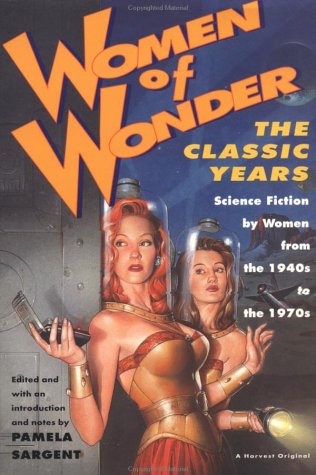 WOMEN
of
WONDER
THE
CLASSIC
YEARS
Science Fiction
by Women
from
the 1940s
to
the 1970s
Edited and
with an
introduction
and notes by
PAMELA
SARGENT
A Harvest Original